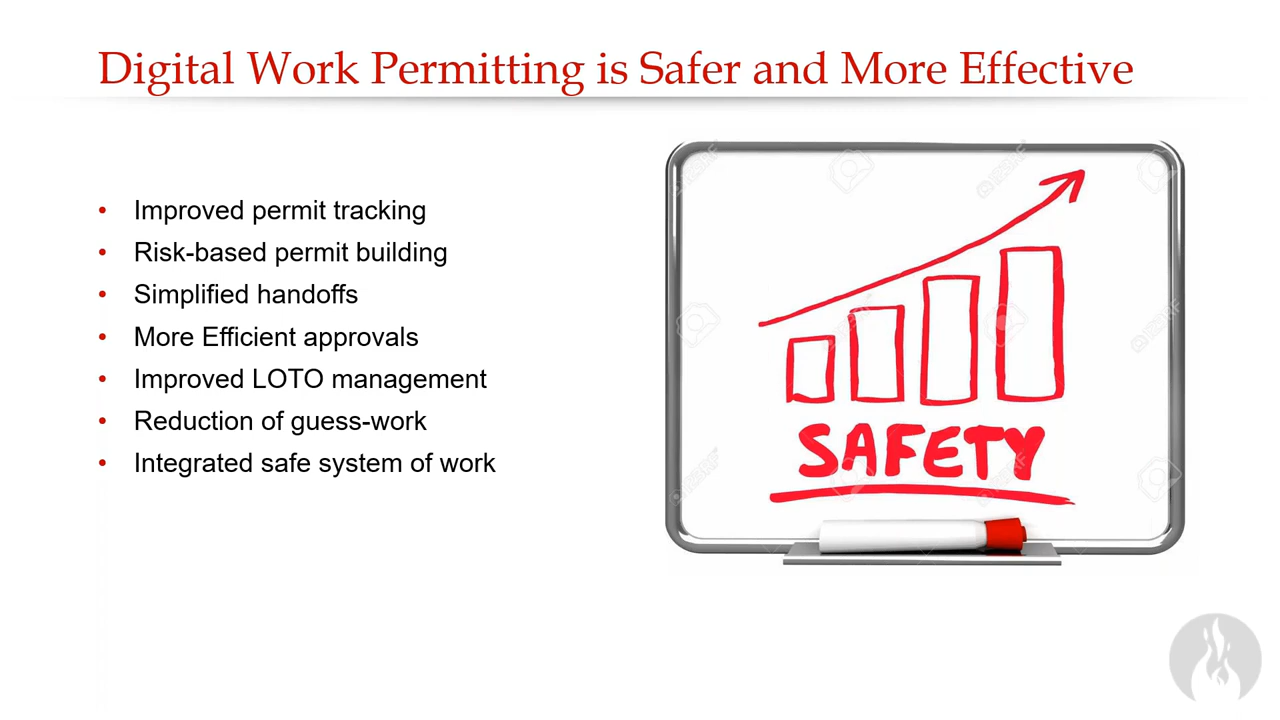 Digital Work Permitting is Safer and More Effective
• Improved permit tracking
• Risk-based permit building
• Simplified handoffs
• More Efficient approvals
• Improved LOTO management
• Reduction of guess-work
• Integrated safe system of work
SAFETY